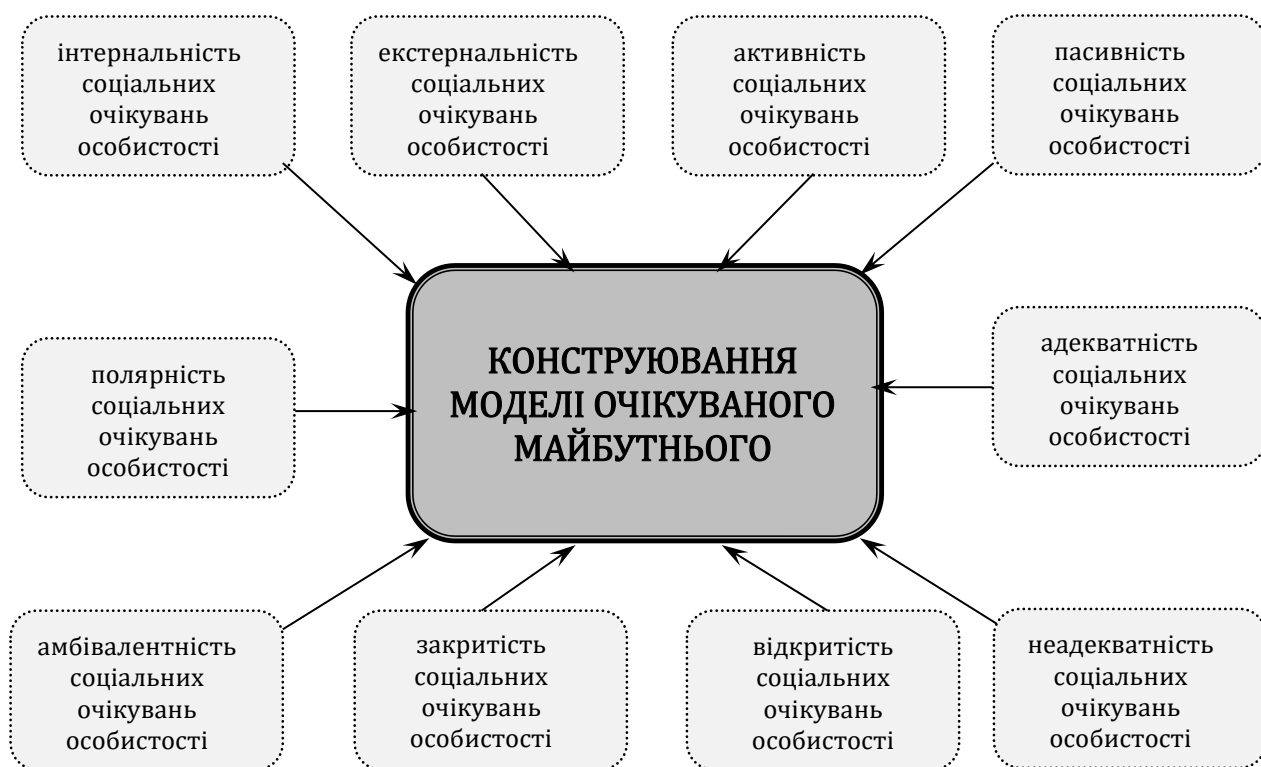 інтернальність
соціальних
очікувань
особистості
екстернальність
соціальних
очікувань
особистості
активність
соціальних
очікувань
особистості
пасивність
соціальних
очікувань
особистості
полярність
соціальних
очікувань
особистості
КОНСТРУЮВАННЯ
МОДЕЛІ ОЧІКУВАНОГО
МАЙБУТНЬОГО
адекватність
соціальних
очікувань
особистості
амбівалентність
соціальних
очікувань
особистості
закритість
соціальних
очікувань
особистості
відкритість
соціальних
очікувань
особистості
неадекватність
соціальних
очікувань
особистості